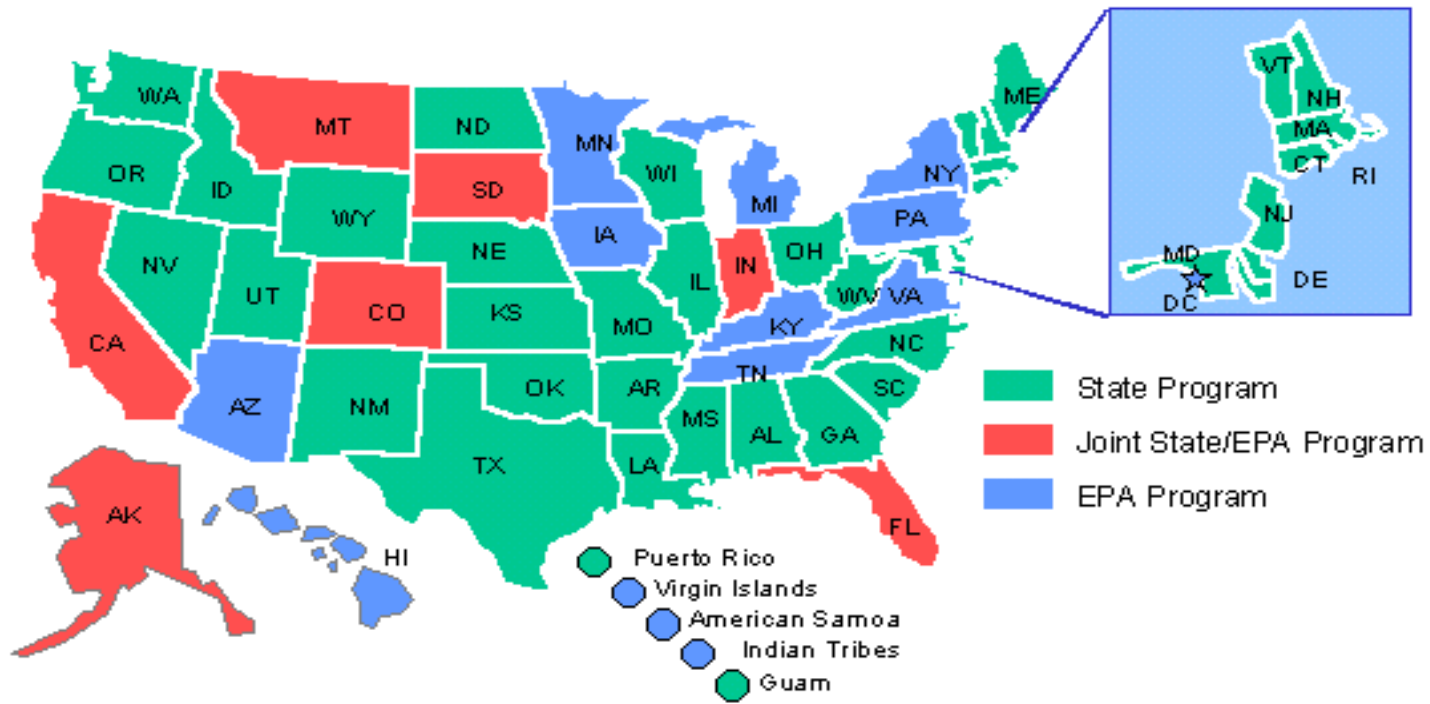 WA
MT
ND
MN
ME
OR
ID
SD
WI
NY
WY
MI
PA
NV
NE
IA
UT
IL
IN
OH
CO
KS
MO
WV
VA
KY
CA
NC
TN
AZ
NM
OK
AR
SC
MS
AL
GA
TX
LA
AK
HI
FL
VT
NH
MA
CT
RI
NJ
MD
DE
DC
State Program
Joint State/EPA Program
EPA Program
Puerto Rico
Virgin Islands
American Samoa
Indian Tribes
Guam